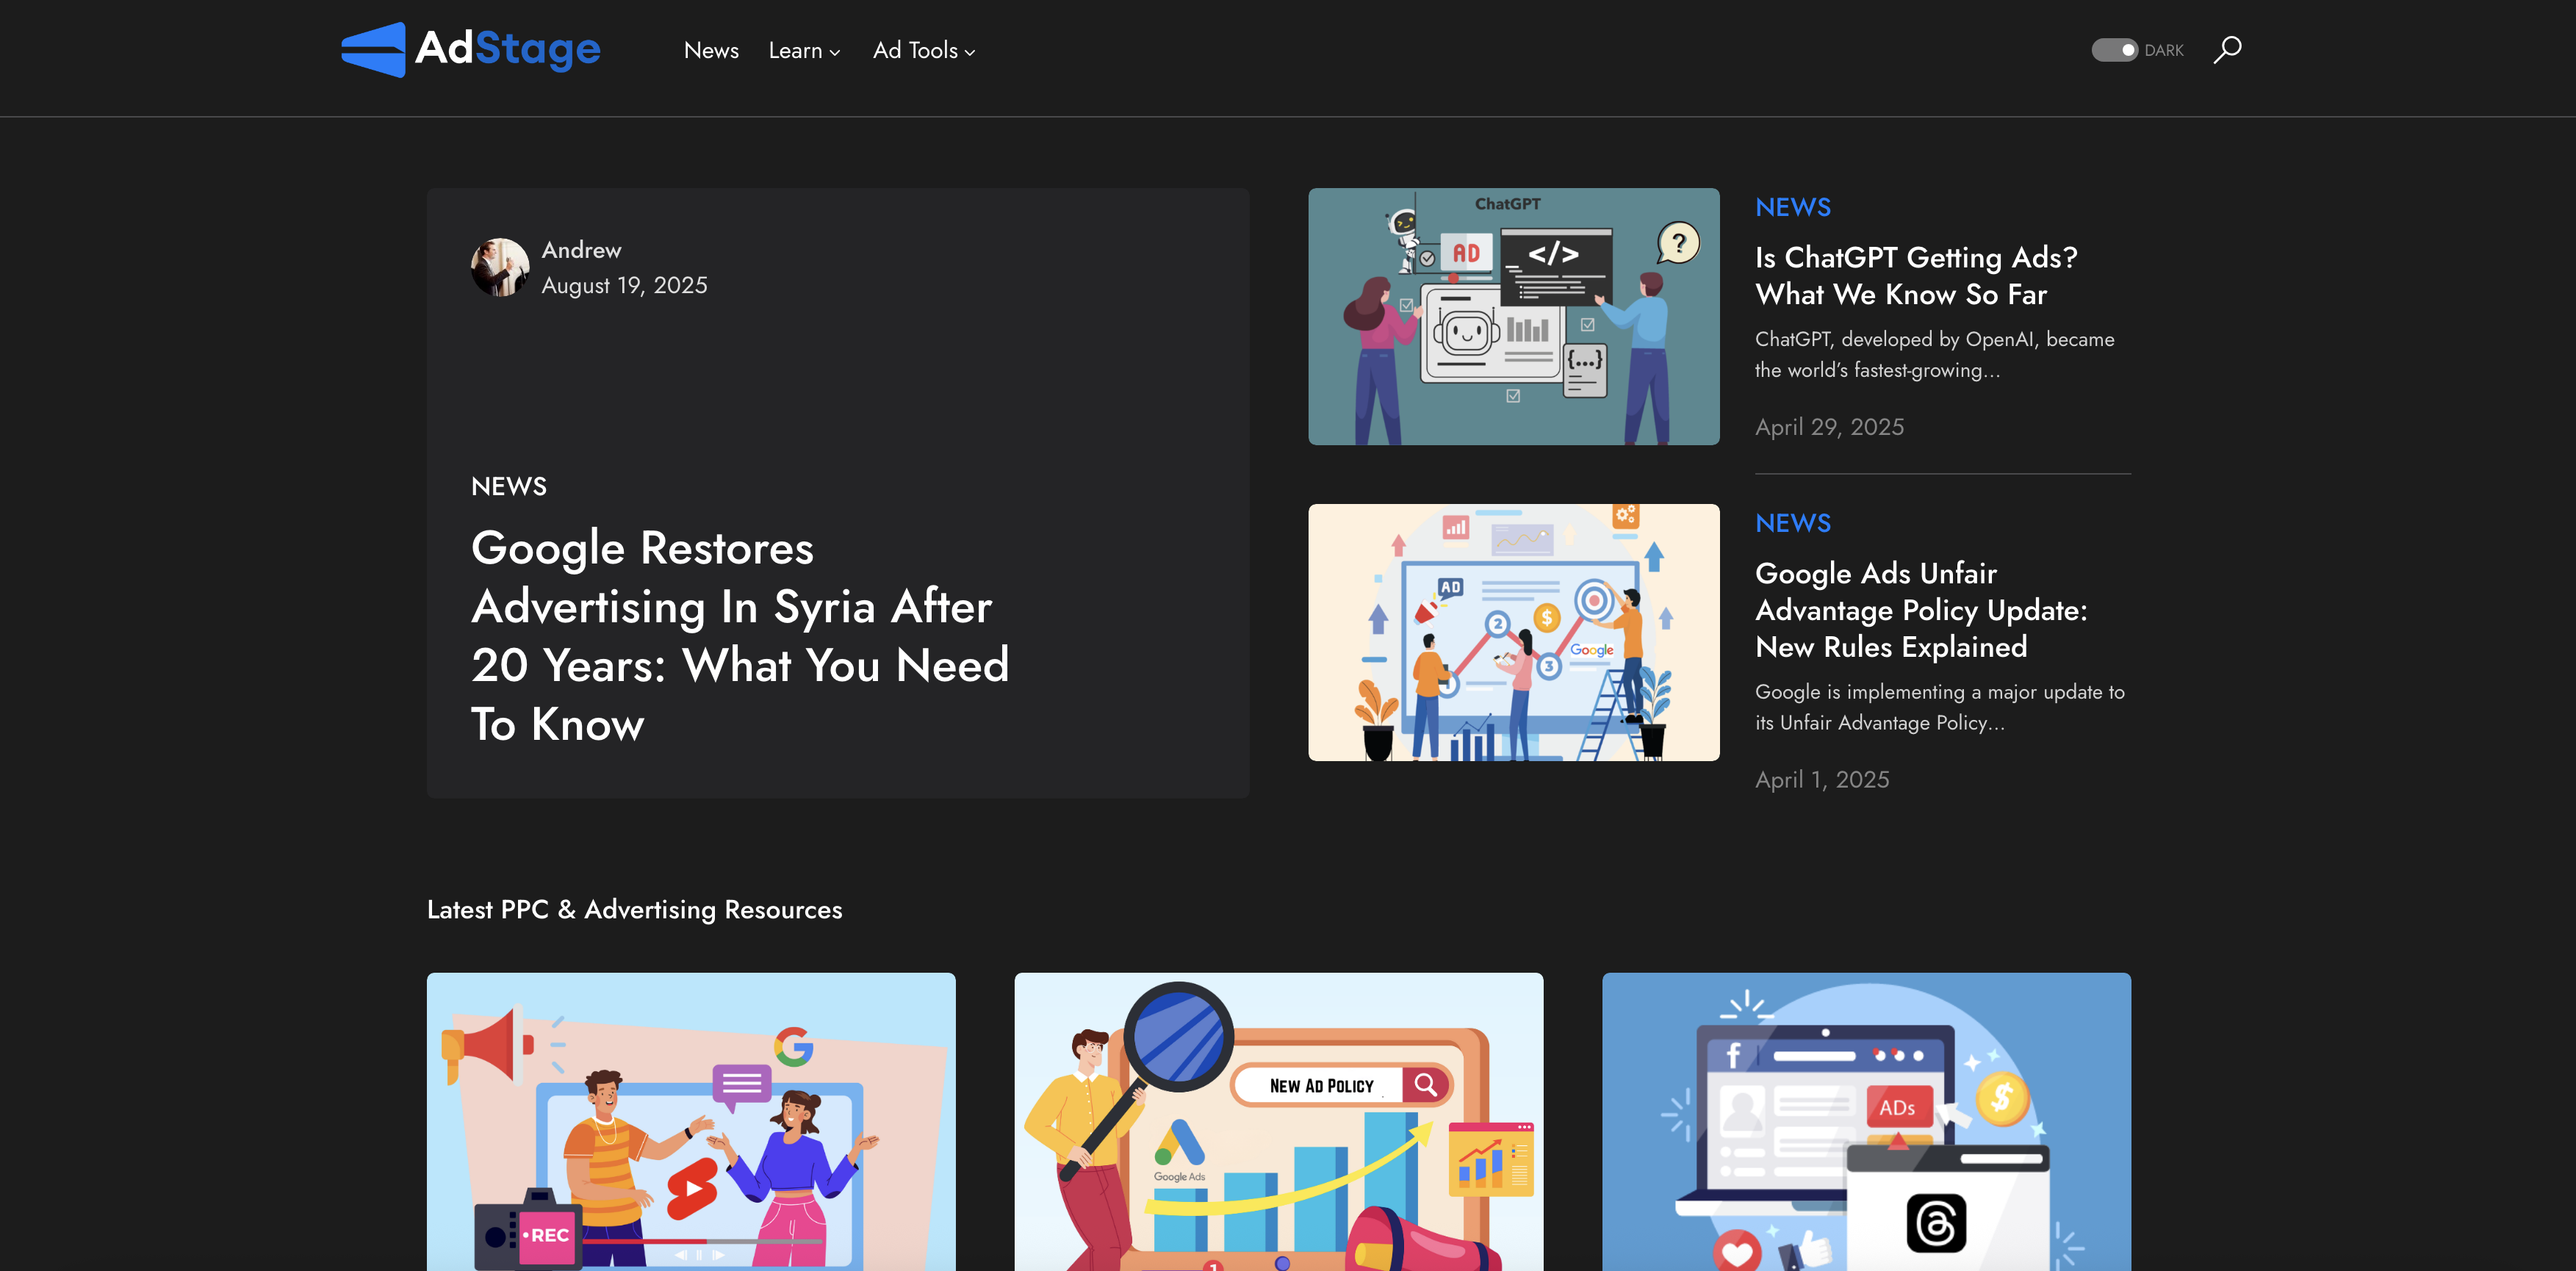 AdStage
News
Learn
Ad Tools
DARK
Andrew
August 19, 2025
NEWS
Google Restores
Advertising In Syria After
20 Years: What You Need
To Know
ChatGPT
AD
</>
?
{...}
NEWS
Is ChatGPT Getting Ads?
What We Know So Far
ChatGPT, developed by OpenAI, became
the world's fastest-growing...
April 29, 2025
AD
$
1
2
3
Google
NEWS
Google Ads Unfair
Advantage Policy Update:
New Rules Explained
Google is implementing a major update to
its Unfair Advantage Policy...
April 1, 2025
Latest PPC & Advertising Resources
G
•REC
NEW AD POLICY
Google Ads
1
f
ADs
$